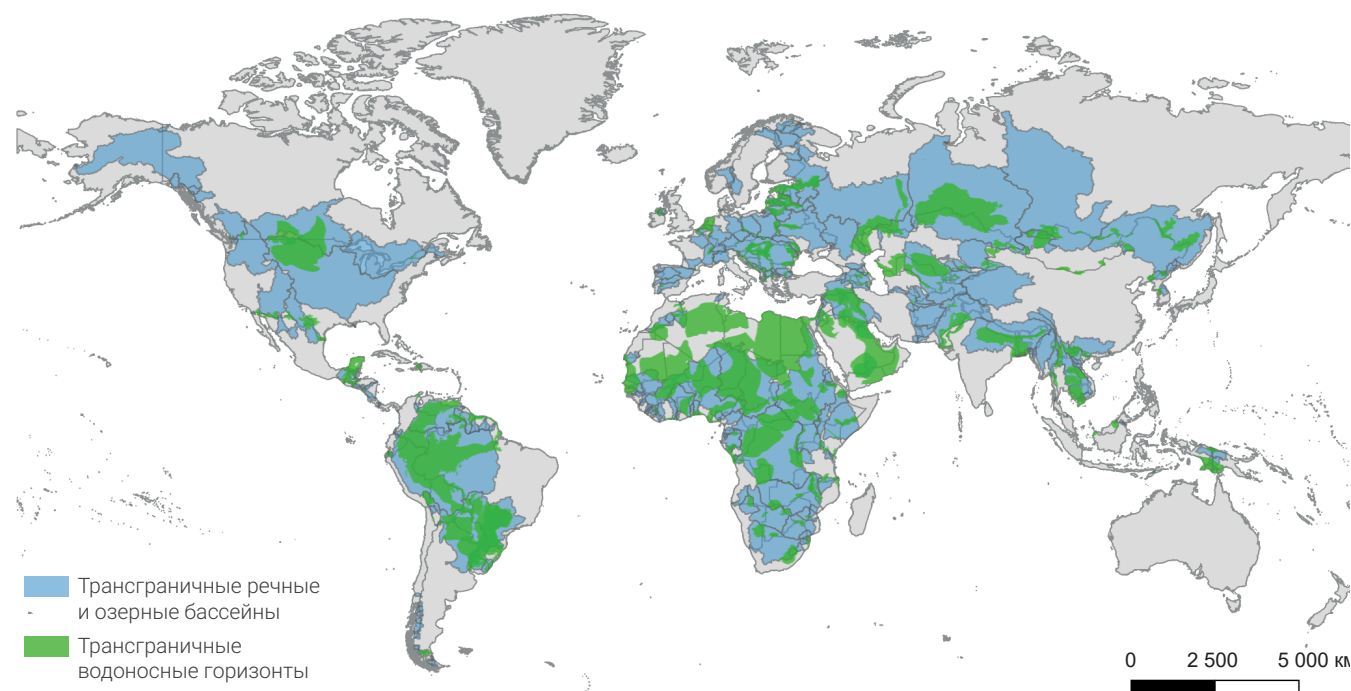 Трансграничные речные
и озерные бассейны
Трансграничные
водоносные горизонты
0 2 500 5 000 км